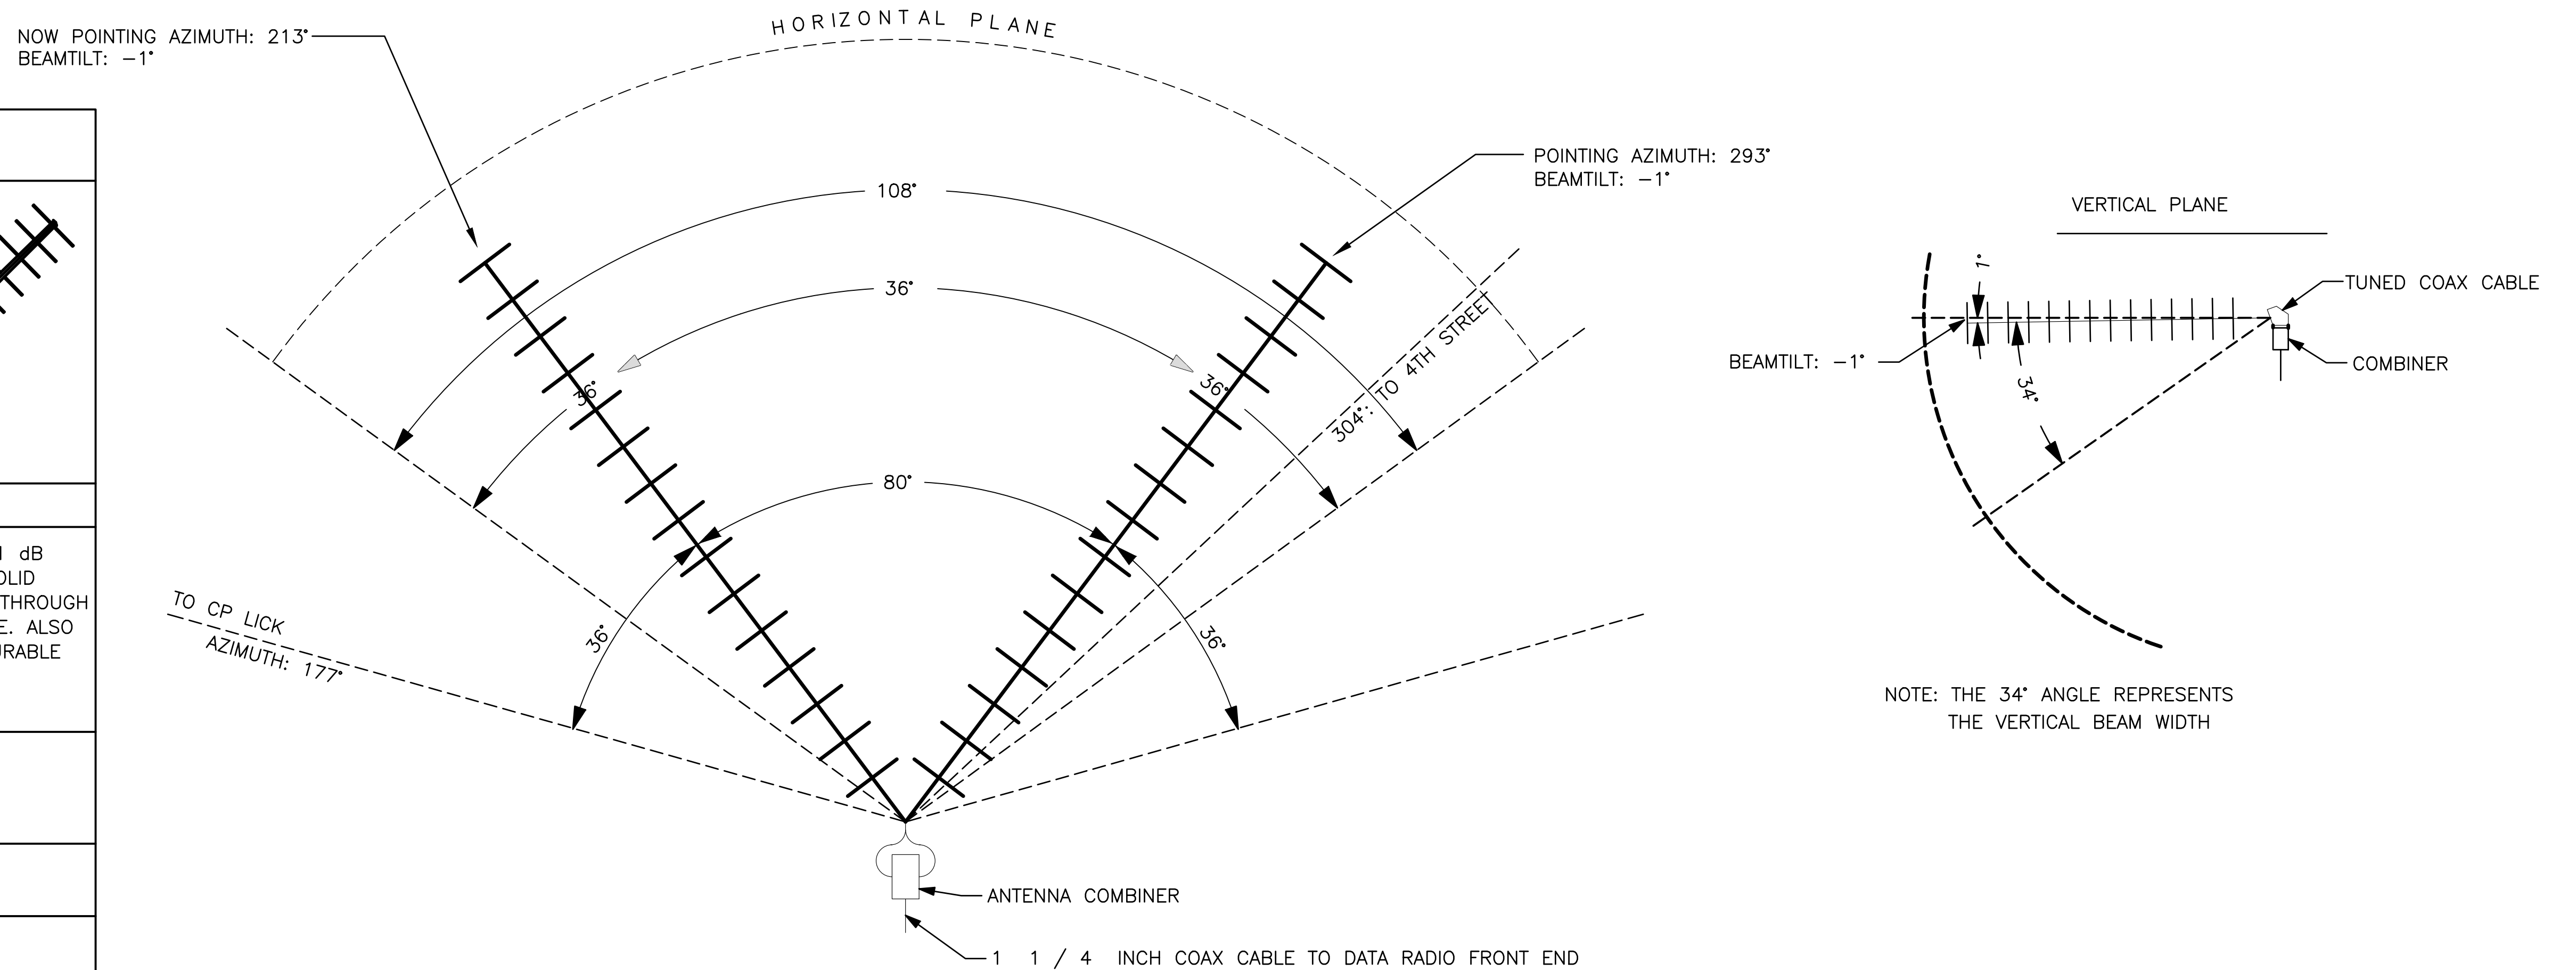 HORIZONTAL PLANE
NOW POINTING AZIMUTH: 213°
BEAMTILT: -1°
POINTING AZIMUTH: 293°
BEAMTILT: -1°
108°
36°
36°
36°
80°
36°
36°
304°: TO 4TH STREE
TO CP LICK
AZIMUTH: 177°
ANTENNA COMBINER
1 1 / 4 INCH COAX CABLE TO DATA RADIO FRONT END
dB
THROUGH
E. ALSO
VERTICAL PLANE
1°
TUNED COAX CABLE
BEAMTILT: -1°
COMBINER
34°
NOTE: THE 34° ANGLE REPRESENTS
THE VERTICAL BEAM WIDTH